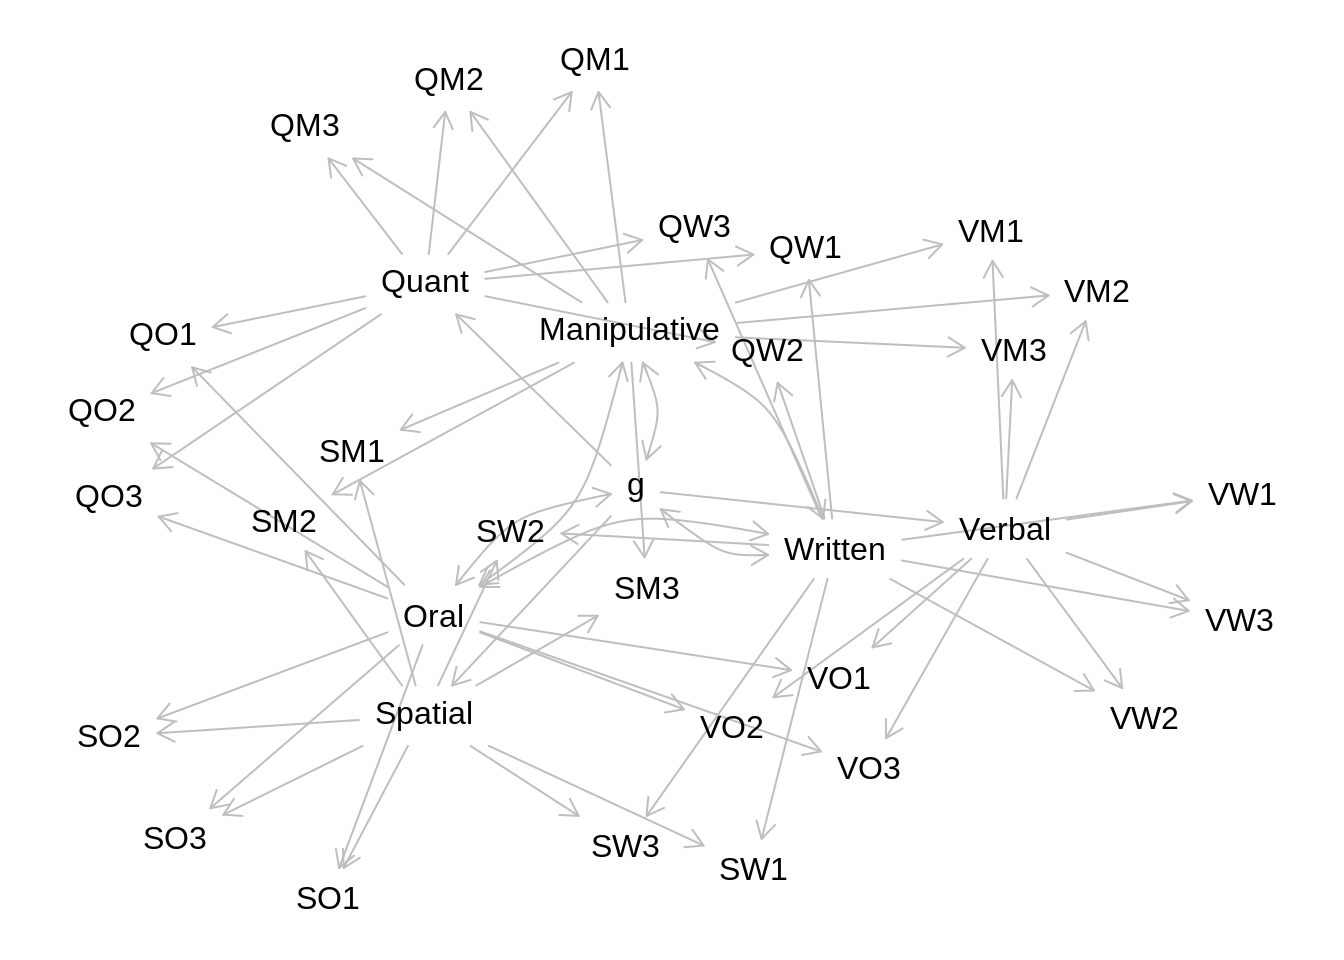 QM1
QM2
QM3
QW3
QW1
VM1
Quant
VM2
Manipulative
QO1
QW2
VM3
QO2
SM1
g
QO3
VW1
SM2
SW2
Verbal
Written
SM3
Oral
VW3
VO1
Spatial
VW2
VO2
SO2
VO3
SO3
SW3
SW1
SO1